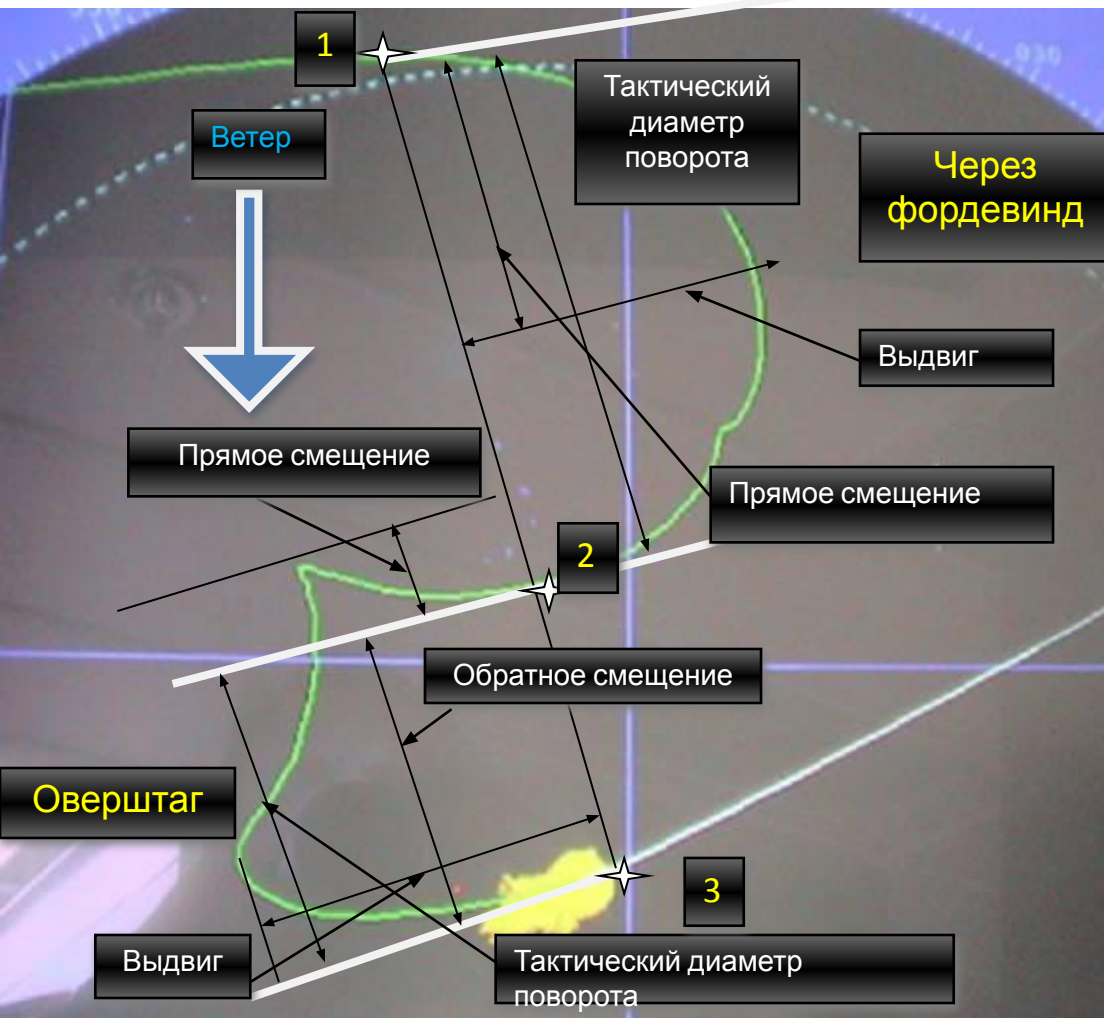 1
030
Тактический
диаметр
поворота
Ветер
Через
фордевинд
Выдвиг
Прямое смещение
Прямое смещение
2
Обратное смещение
Оверштаг
3
Выдвиг
Тактический диаметр
поворота